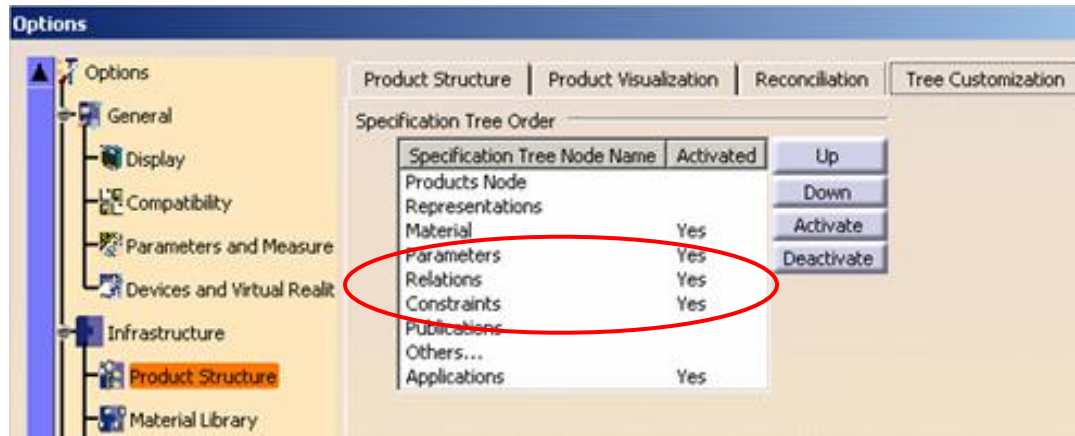 Options
Options
General
Display
Compatibility
Parameters and Measure
Devices and Virtual Realit
Infrastructure
Product Structure
Material Library
Product Structure Product Visualization Reconciliation Tree Customization
Specification Tree Order
Specification Tree Node Name Activated
Products Node
Representations
Material Yes
Parameters Yes
Relations Yes
Constraints Yes
Publications
Others...
Applications Yes
Up
Down
Activate
Deactivate